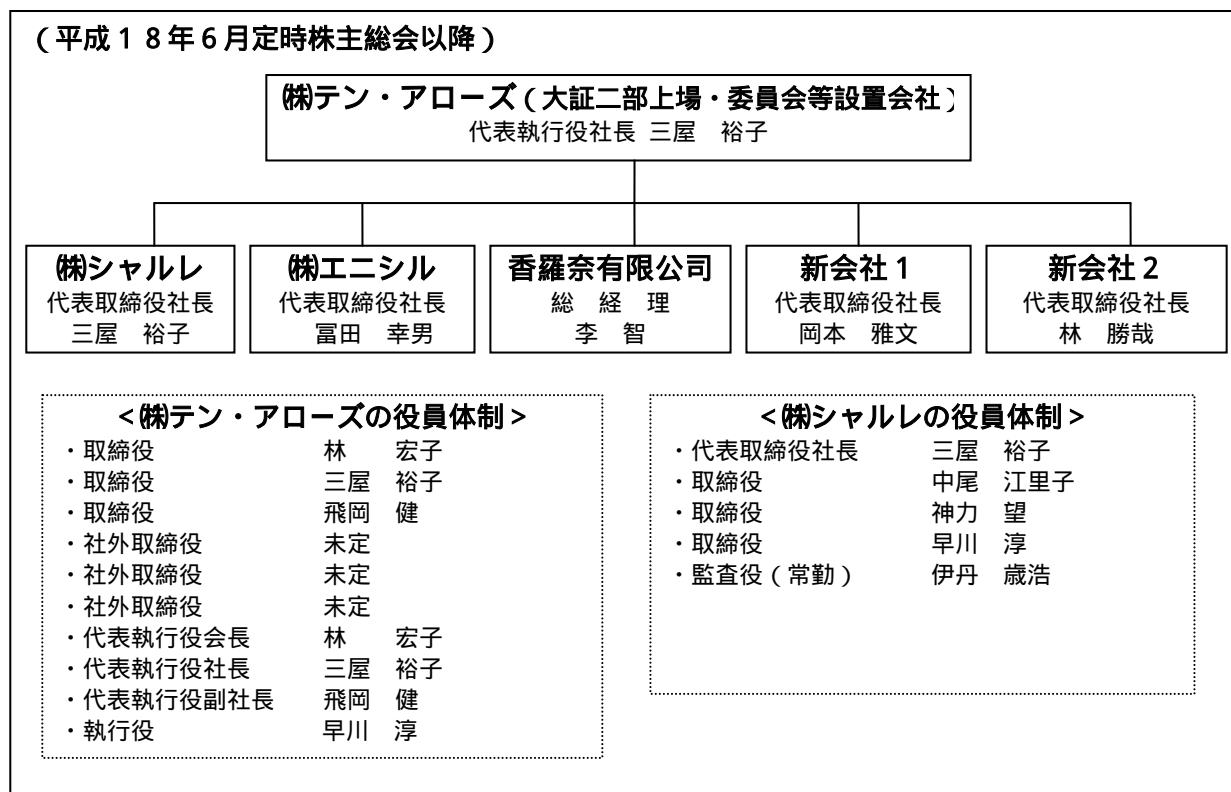 （平成１８年６月定時株主総会以降）
㈱テン・アローズ（大証二部上場・委員会等設置会社）
代表執行役社長 三屋　裕子
㈱シャルレ
代表取締役社長
三屋　裕子
㈱エニシル
代表取締役社長
冨田　幸男
香羅奈有限公司
総　経　理
李　智
新会社１
代表取締役社長
岡本　雅文
新会社２
代表取締役社長
林　勝哉
＜㈱テン・アローズの役員体制＞
・取締役　林　宏子
・取締役　三屋　裕子
・取締役　飛岡　健
・社外取締役　未定
・社外取締役　未定
・社外取締役　未定
・代表執行役会長　林　宏子
・代表執行役社長　三屋　裕子
・代表執行役副社長　飛岡　健
・執行役　早川　淳
＜㈱シャルレの役員体制＞
・代表取締役社長　三屋　裕子
・取締役　中尾　江里子
・取締役　神力　望
・取締役　早川　淳
・監査役（常勤）　伊丹　歳浩